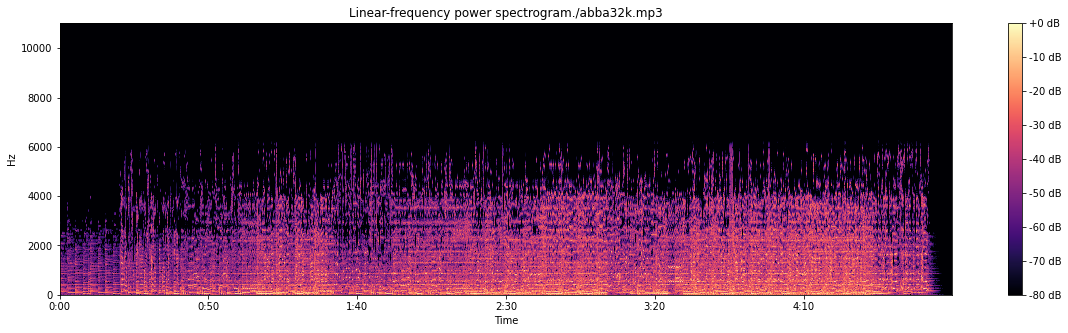 Linear-frequency power spectrogram./abba32k.mp3
Hz
10000
8000
6000
4000
2000
0
0:00 0:50 1:40 2:30 3:20 4:10
Time
+0 dB
-10 dB
-20 dB
-30 dB
-40 dB
-50 dB
-60 dB
-70 dB
-80 dB